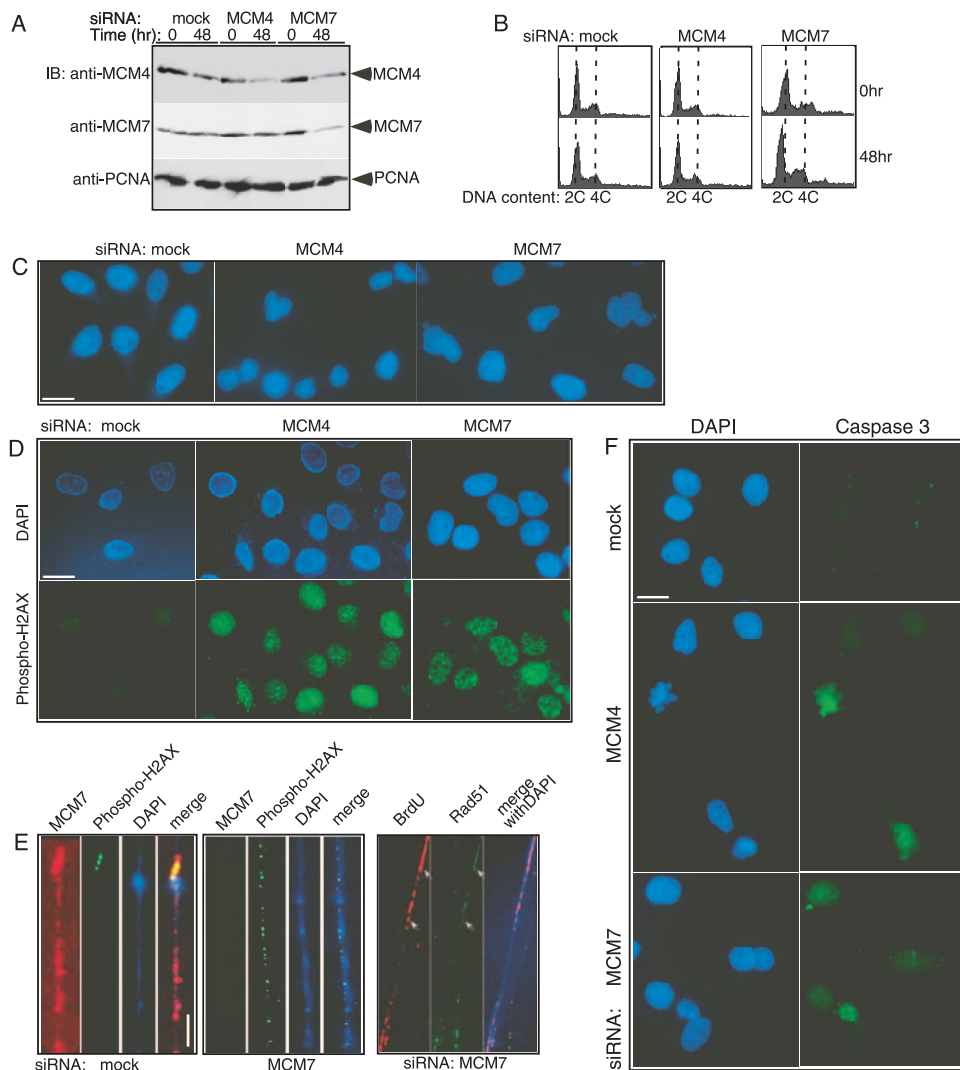 A
siRNA: mock MCM4 MCM7
Time (hr): 0 48 0 48 0 48
IB: anti-MCM4 MCM4
anti-MCM7 MCM7
anti-PCNA PCNA
B
siRNA: mock MCM4 MCM7
0hr
48hr
DNA content: 2C 4C 2C 4C 2C 4C
C
siRNA: mock MCM4 MCM7
D
siRNA: mock MCM4 MCM7
DAPI
Phospho-H2AX
E
MCM7 Phospho-H2AX DAPI merge
MCM7 Phospho-H2AX DAPI merge
BrdU Rad51 merge withDAPI
siRNA: mock MCM7 siRNA: MCM7
F
DAPI Caspase 3
mock
MCM4
siRNA: MCM7